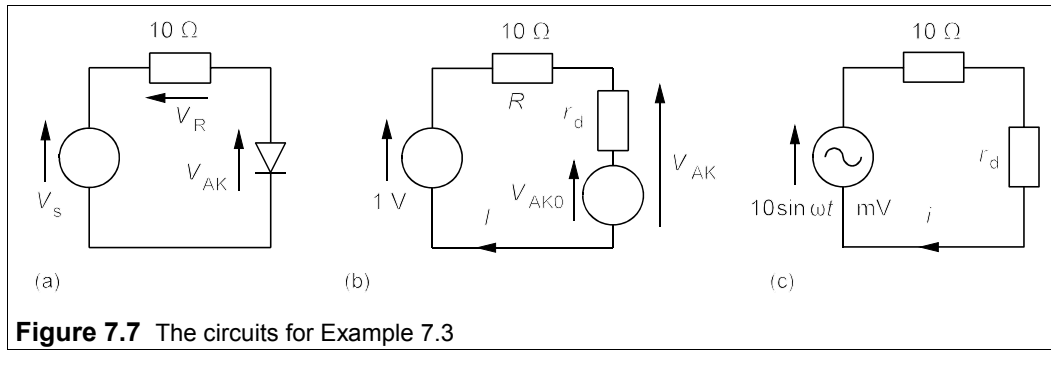 10 Ω
V_R
V_s
V_AK
(a)
10 Ω
R
r_d
1 V
V_AK0
V_AK
I
(b)
10 Ω
r_d
10sin ωt mV
i
(c)
Figure 7.7 The circuits for Example 7.3